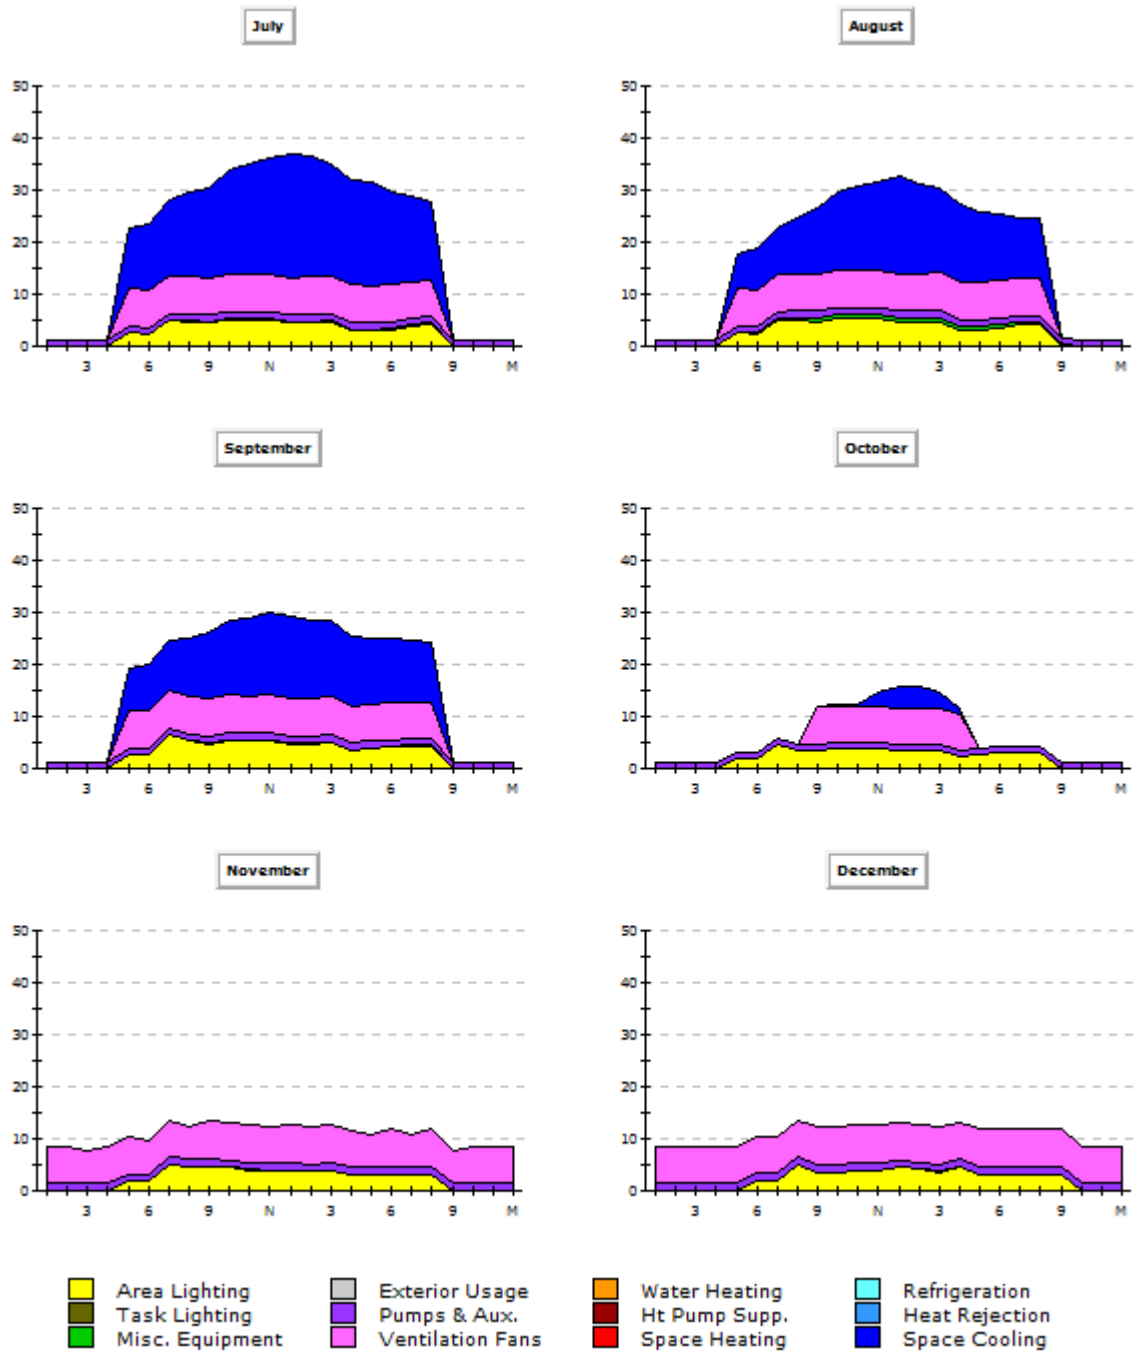 July August
50 50
40 40
30 30
20 20
10 10
0 0
3 6 9 N 3 6 9 M 3 6 9 N 3 6 9 M
September October
50 50
40 40
30 30
20 20
10 10
0 0
3 6 9 N 3 6 9 M 3 6 9 N 3 6 9 M
November December
50 50
40 40
30 30
20 20
10 10
0 0
3 6 9 N 3 6 9 M 3 6 9 N 3 6 9 M
Area Lighting Exterior Usage Water Heating Refrigeration
Task Lighting Pumps & Aux. Ht Pump Supp. Heat Rejection
Misc. Equipment Ventilation Fans Space Heating Space Cooling